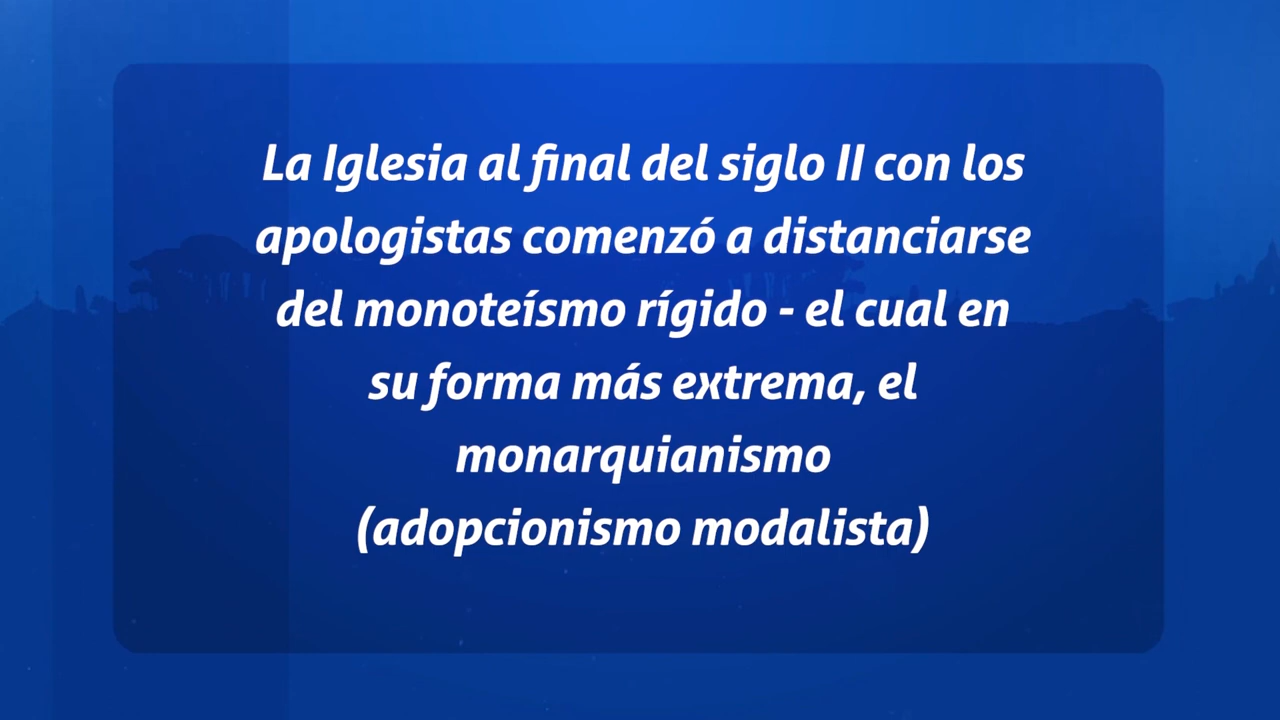 La Iglesia al final del siglo II con los
apologistas comenzó a distanciarse
del monoteísmo rígido - el cual en
su forma más extrema, el
monarquianismo
(adopcionismo modalista)